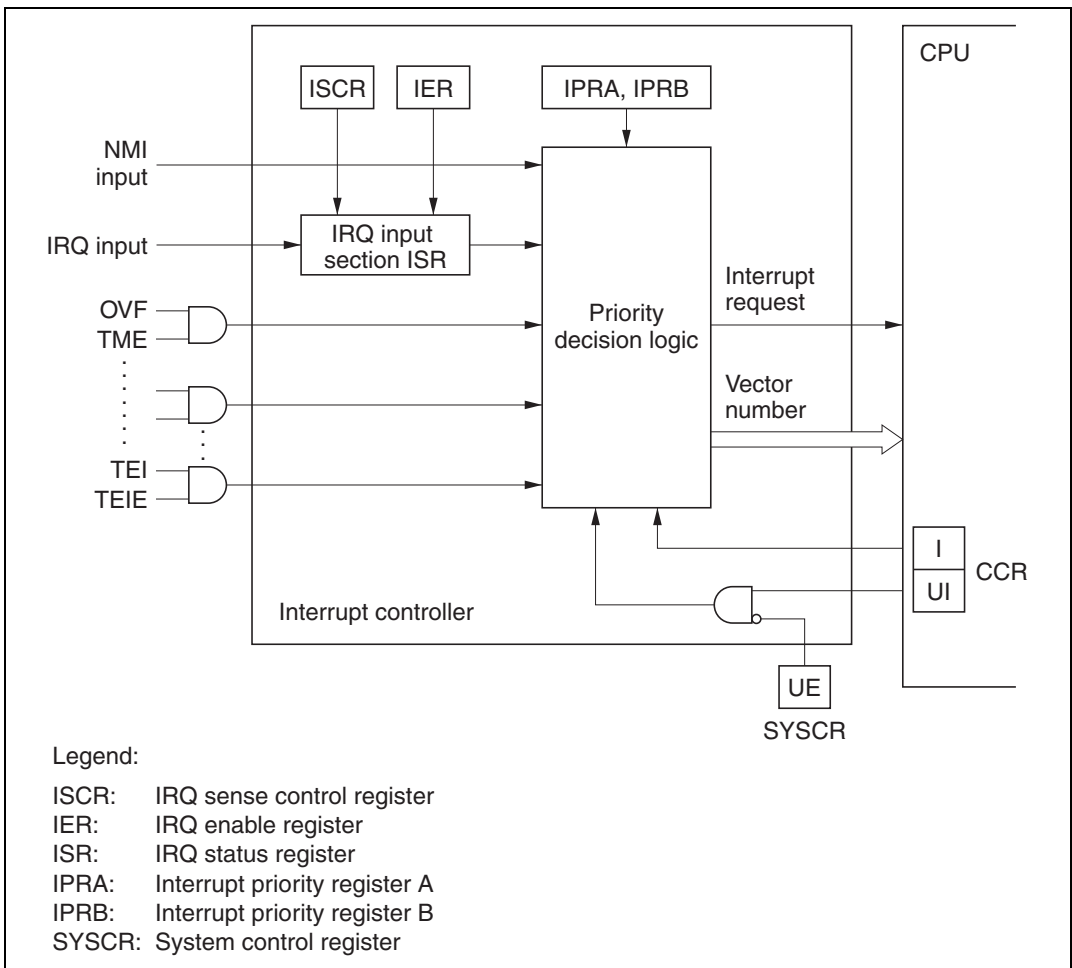 CPU
ISCR
IER
IPRA, IPRB
NMI
input
IRQ input
IRQ input
section ISR
OVF
TME
TEI
TEIE
Priority
decision logic
Interrupt
request
Vector
number
I
UI
CCR
Interrupt controller
UE
SYSCR
Legend:
ISCR: IRQ sense control register
IER: IRQ enable register
ISR: IRQ status register
IPRA: Interrupt priority register A
IPRB: Interrupt priority register B
SYSCR: System control register